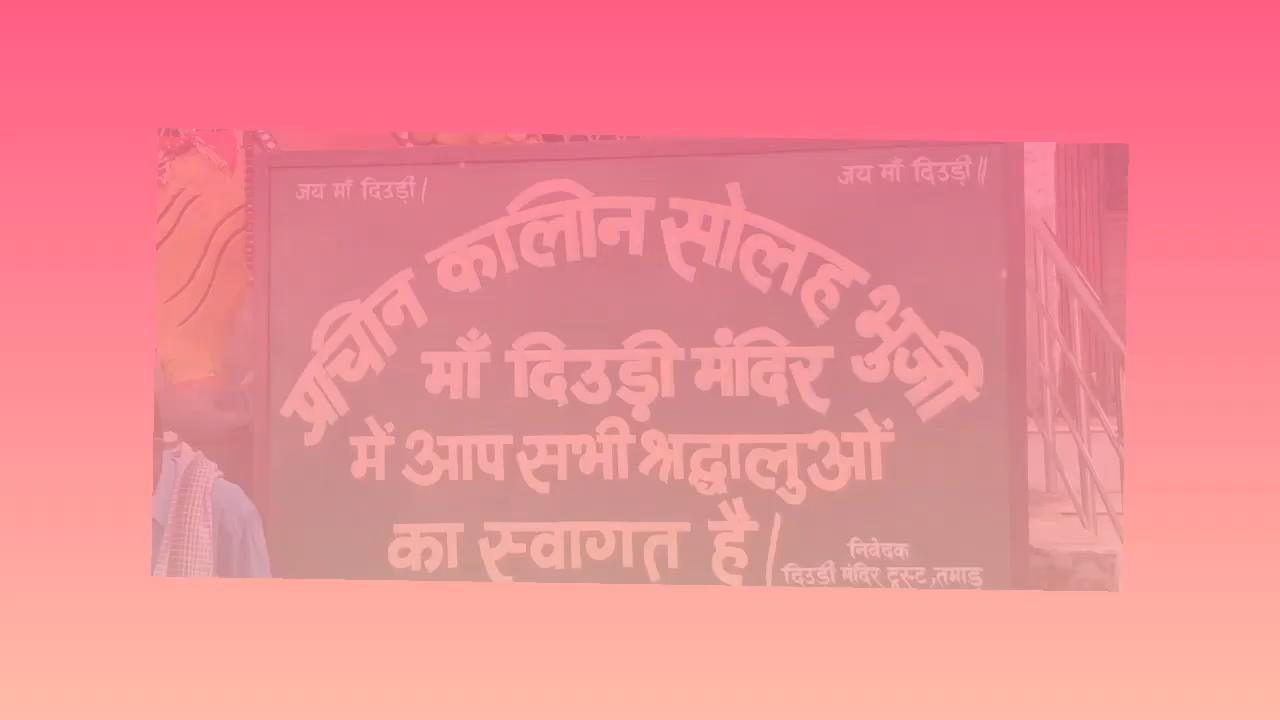 जय माँ दिउड़ी।
जय माँ दिउड़ी॥
प्राचीन कालीन सोलह भुजी
माँ दिउड़ी मंदिर
में आप सभी श्रद्धालुओं
का स्वागत है।
निवेदक
दिउड़ी मंदिर ट्रस्ट,तमाड़